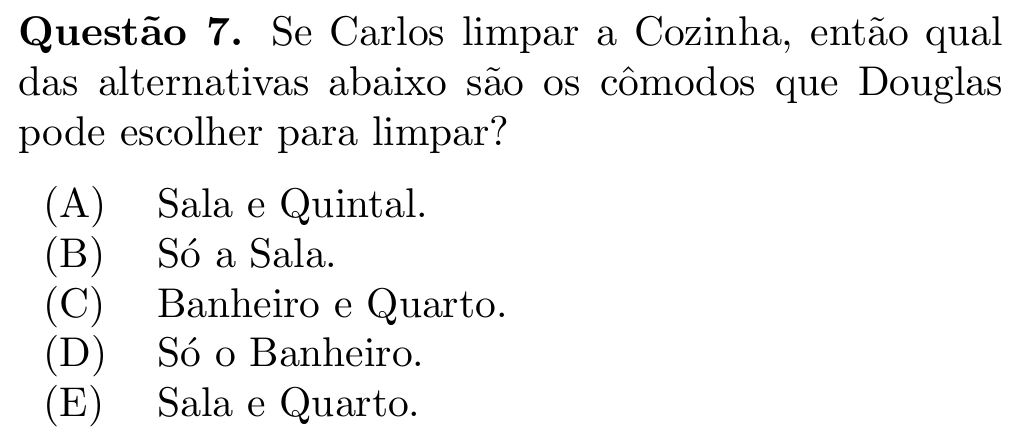 Questão 7. Se Carlos limpar a Cozinha, então qual
das alternativas abaixo são os cômodos que Douglas
pode escolher para limpar?
(A) Sala e Quintal.
(B) Só a Sala.
(C) Banheiro e Quarto.
(D) Só o Banheiro.
(E) Sala e Quarto.